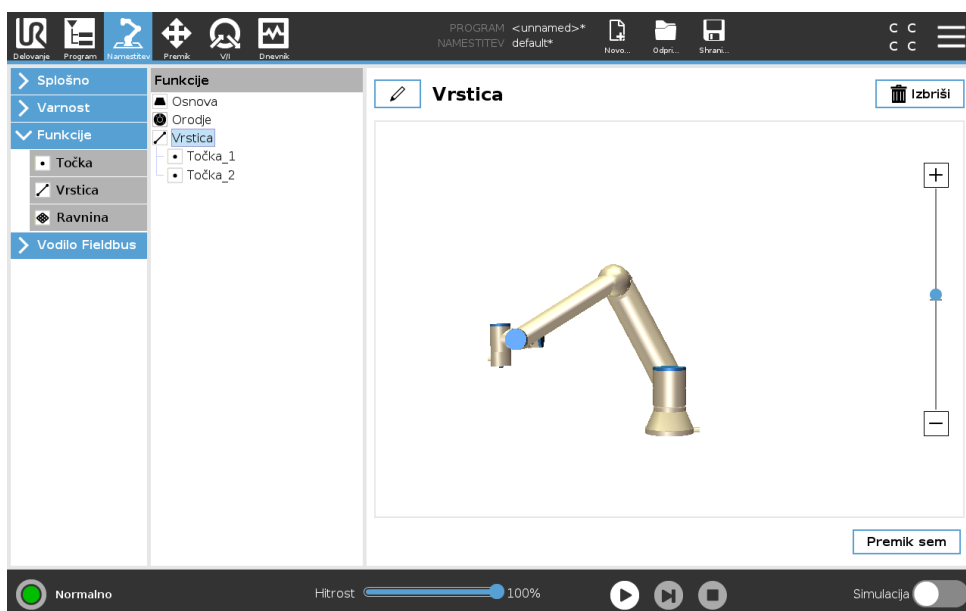 UR
PROGRAM <unnamed>*
NAMESTITEV default*
C C
C C
Delovanje Program Namestitev Premik V/I Dnevnik Novo... Odpri... Shrani...
Splošno
Varnost
Funkcije
Točka
Vrstica
Ravnina
Vodilo Fieldbus
Funkcije
Osnova
Orodje
Vrstica
Točka_1
Točka_2
Vrstica
Izbriši
Premik sem
Normalno
Hitrost 100%
Simulacija